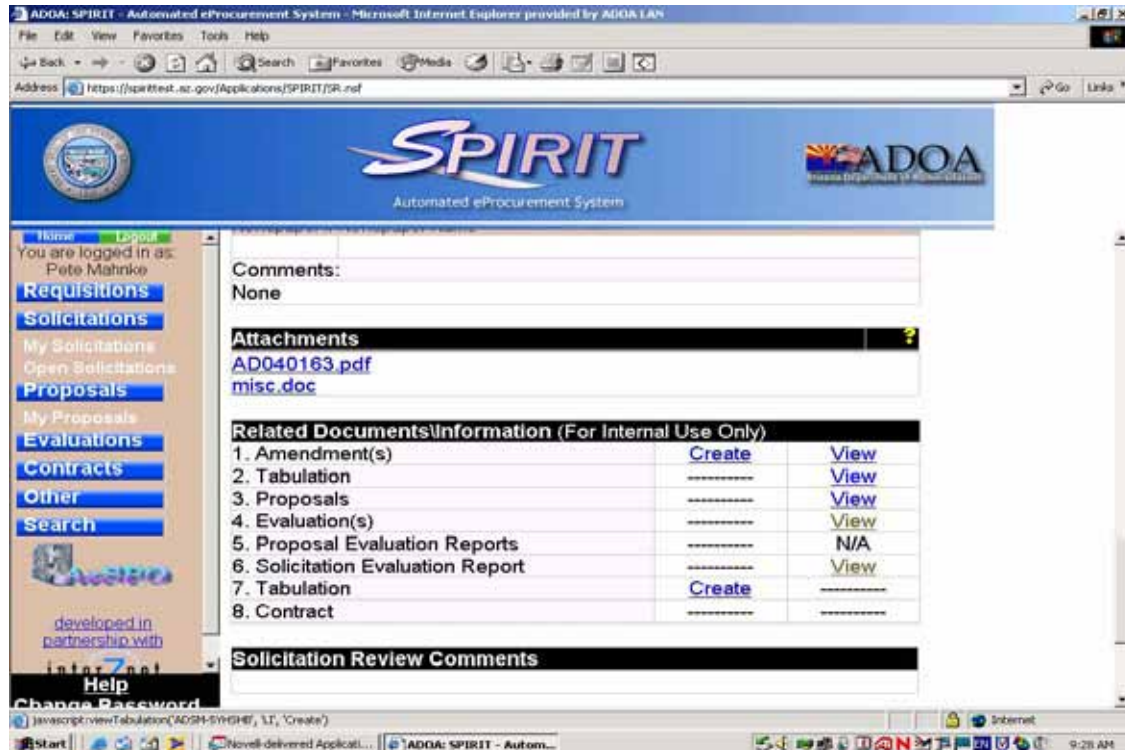 ADOA: SPIRIT - Automated eProcurement System - Microsoft Internet Explorer provided by ADOA LAN
File Edit View Favorites Tools Help
Back Search Favorites Media
Address https://spirittest.az.gov/Applications/SPIRIT/SR.nsf Go Links
SPIRIT
Automated eProcurement System
ADOA
Home Logout
You are logged in as:
Pete Mahnke
Requisitions
Solicitations
My Solicitations
Open Solicitations
Proposals
My Proposals
Evaluations
Contracts
Other
Search
developed in
partnership with
interZnet
Help
Change Password
Comments:
None
Attachments ?
AD040163.pdf
misc.doc
Related Documents\Information (For Internal Use Only)
1. Amendment(s) Create View
2. Tabulation ---------- View
3. Proposals ---------- View
4. Evaluation(s) ---------- View
5. Proposal Evaluation Reports ---------- N/A
6. Solicitation Evaluation Report ---------- View
7. Tabulation Create ----------
8. Contract ---------- ----------
Solicitation Review Comments
Internet
Start Novell-delivered Applicati... ADOA: SPIRIT - Autom... 9:28 AM